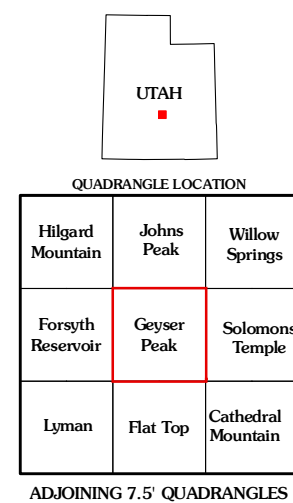 UTAH
QUADRANGLE LOCATION
Hilgard
Mountain
Johns
Peak
Willow
Springs
Forsyth
Reservoir
Geyser
Peak
Solomons
Temple
Lyman
Flat Top
Cathedral
Mountain
ADJOINING 7.5' QUADRANGLES